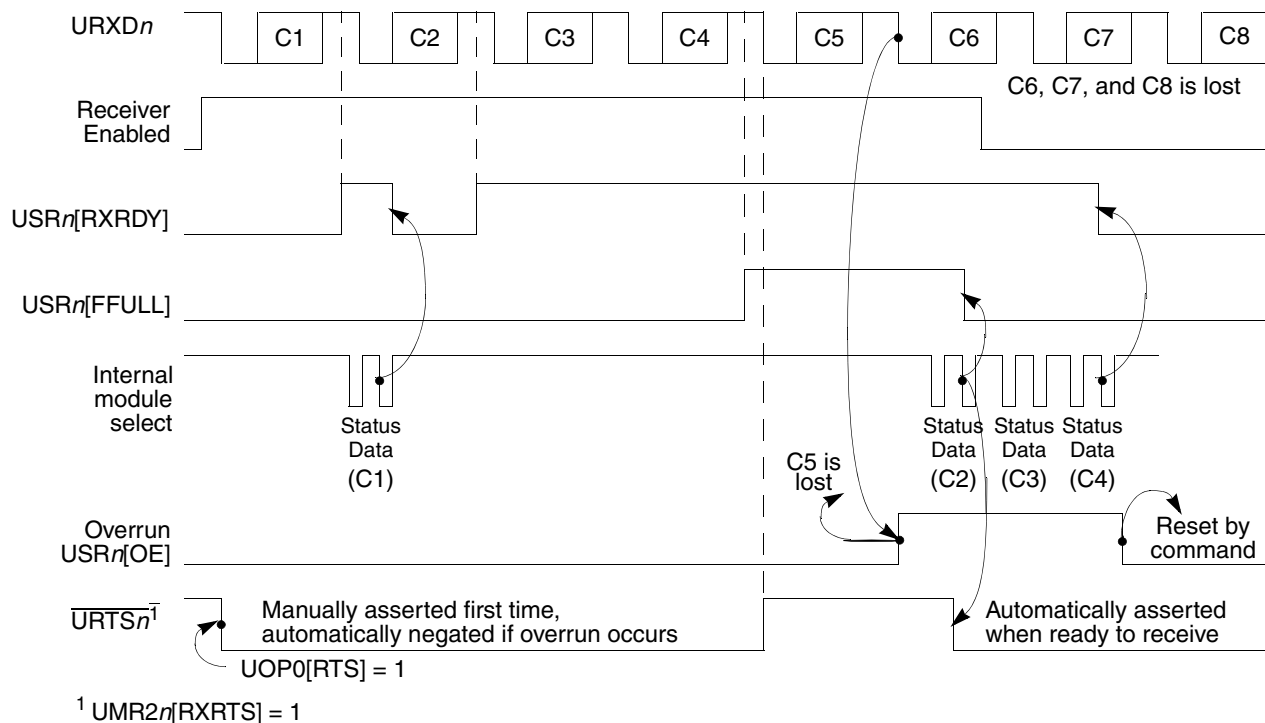 URXDn
C1 C2 C3 C4 C5 C6 C7 C8
C6, C7, and C8 is lost
Receiver
Enabled
USRn[RXRDY]
USRn[FFULL]
Internal
module
select
Status
Data
(C1)
Status
Data
(C2)
Status
Data
(C3)
Status
Data
(C4)
C5 is
lost
Overrun
USRn[OE]
Reset by
command
URTSn1
Manually asserted first time,
automatically negated if overrun occurs
Automatically asserted
when ready to receive
UOP0[RTS] = 1
1 UMR2n[RXRTS] = 1